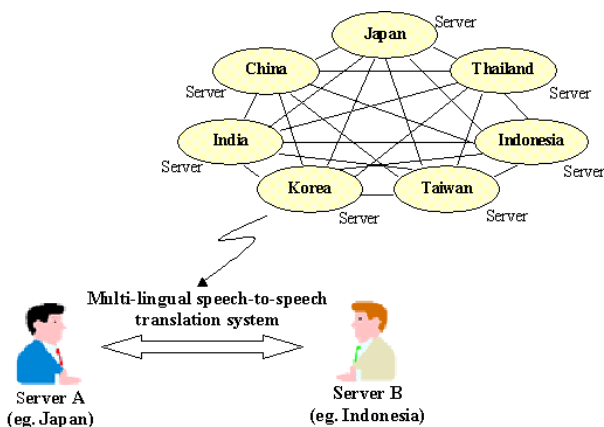 Japan
Server
China
Server
Thailand
Server
India
Server
Indonesia
Server
Korea
Server
Taiwan
Server
Multi-lingual speech-to-speech
translation system
Server A
(eg. Japan)
Server B
(eg. Indonesia)